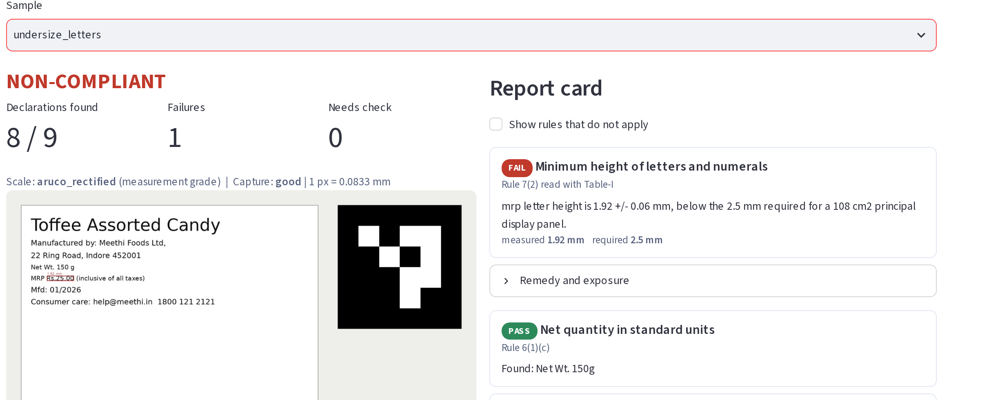 Sample
undersize_letters
NON-COMPLIANT
Declarations found
8 / 9
Failures
1
Needs check
0
Scale: aruco_rectified (measurement grade) | Capture: good | 1 px = 0.0833 mm
Toffee Assorted Candy
Manufactured by: Meethi Foods Ltd,
22 Ring Road, Indore 452001
Net Wt. 150 g
1.92 mm
MRP Rs.25.00 (inclusive of all taxes)
Mfd: 01/2026
Consumer care: help@meethi.in 1800 121 2121
Report card
Show rules that do not apply
FAIL Minimum height of letters and numerals
Rule 7(2) read with Table-I
mrp letter height is 1.92 +/- 0.06 mm, below the 2.5 mm required for a 108 cm2 principal
display panel.
measured 1.92 mm required 2.5 mm
Remedy and exposure
PASS Net quantity in standard units
Rule 6(1)(c)
Found: Net Wt. 150g